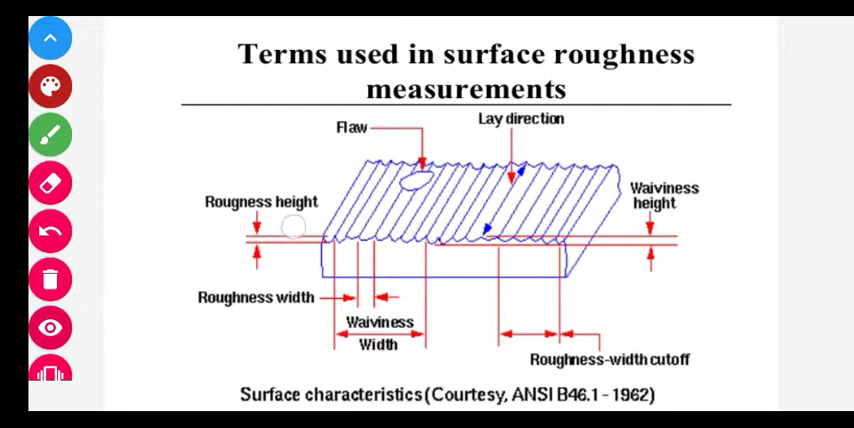 Terms used in surface roughness
measurements
Flaw
Lay direction
Rougness height
Waiviness
height
Roughness width
Waiviness
Width
Roughness-width cutoff
Surface characteristics (Courtesy, ANSI B46.1 - 1962)